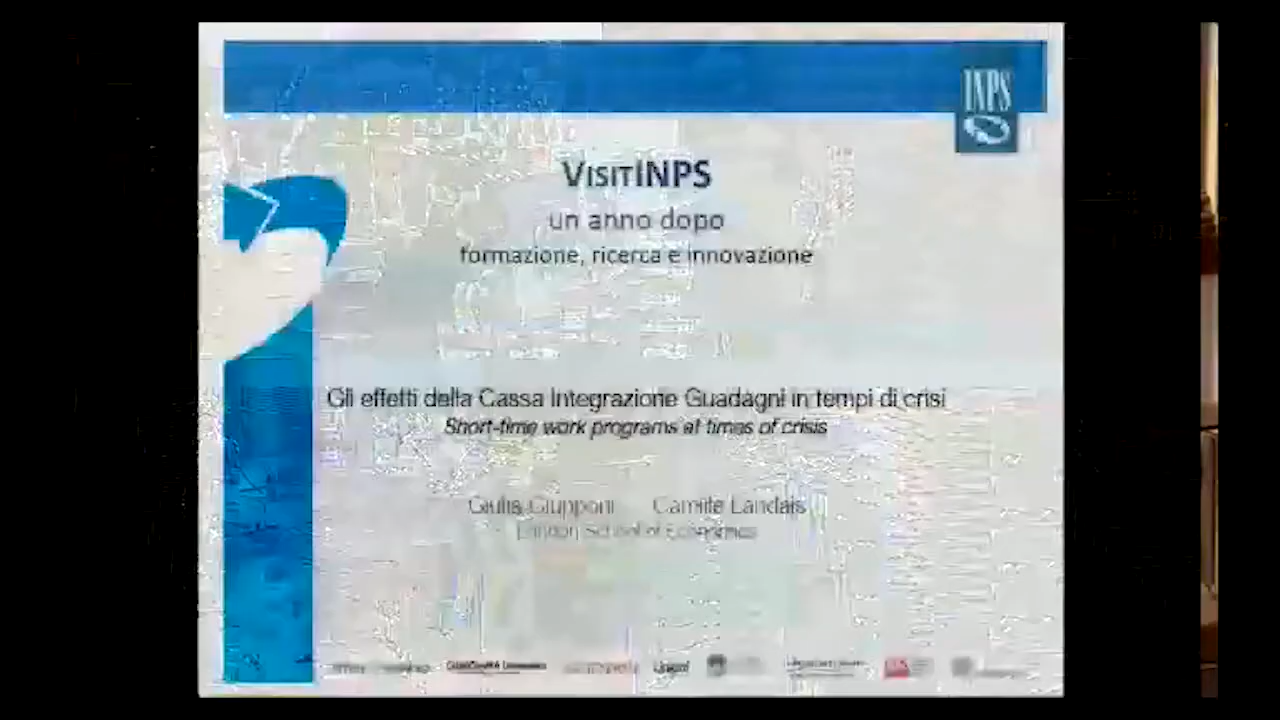 INPS
VISITINPS
un anno dopo
formazione, ricerca e innovazione
Gli effetti della Cassa Integrazione Guadagni in tempi di crisi
Short-time work programs at times of crisis
Giulia Giupponi Camille Landais
London School of Economics